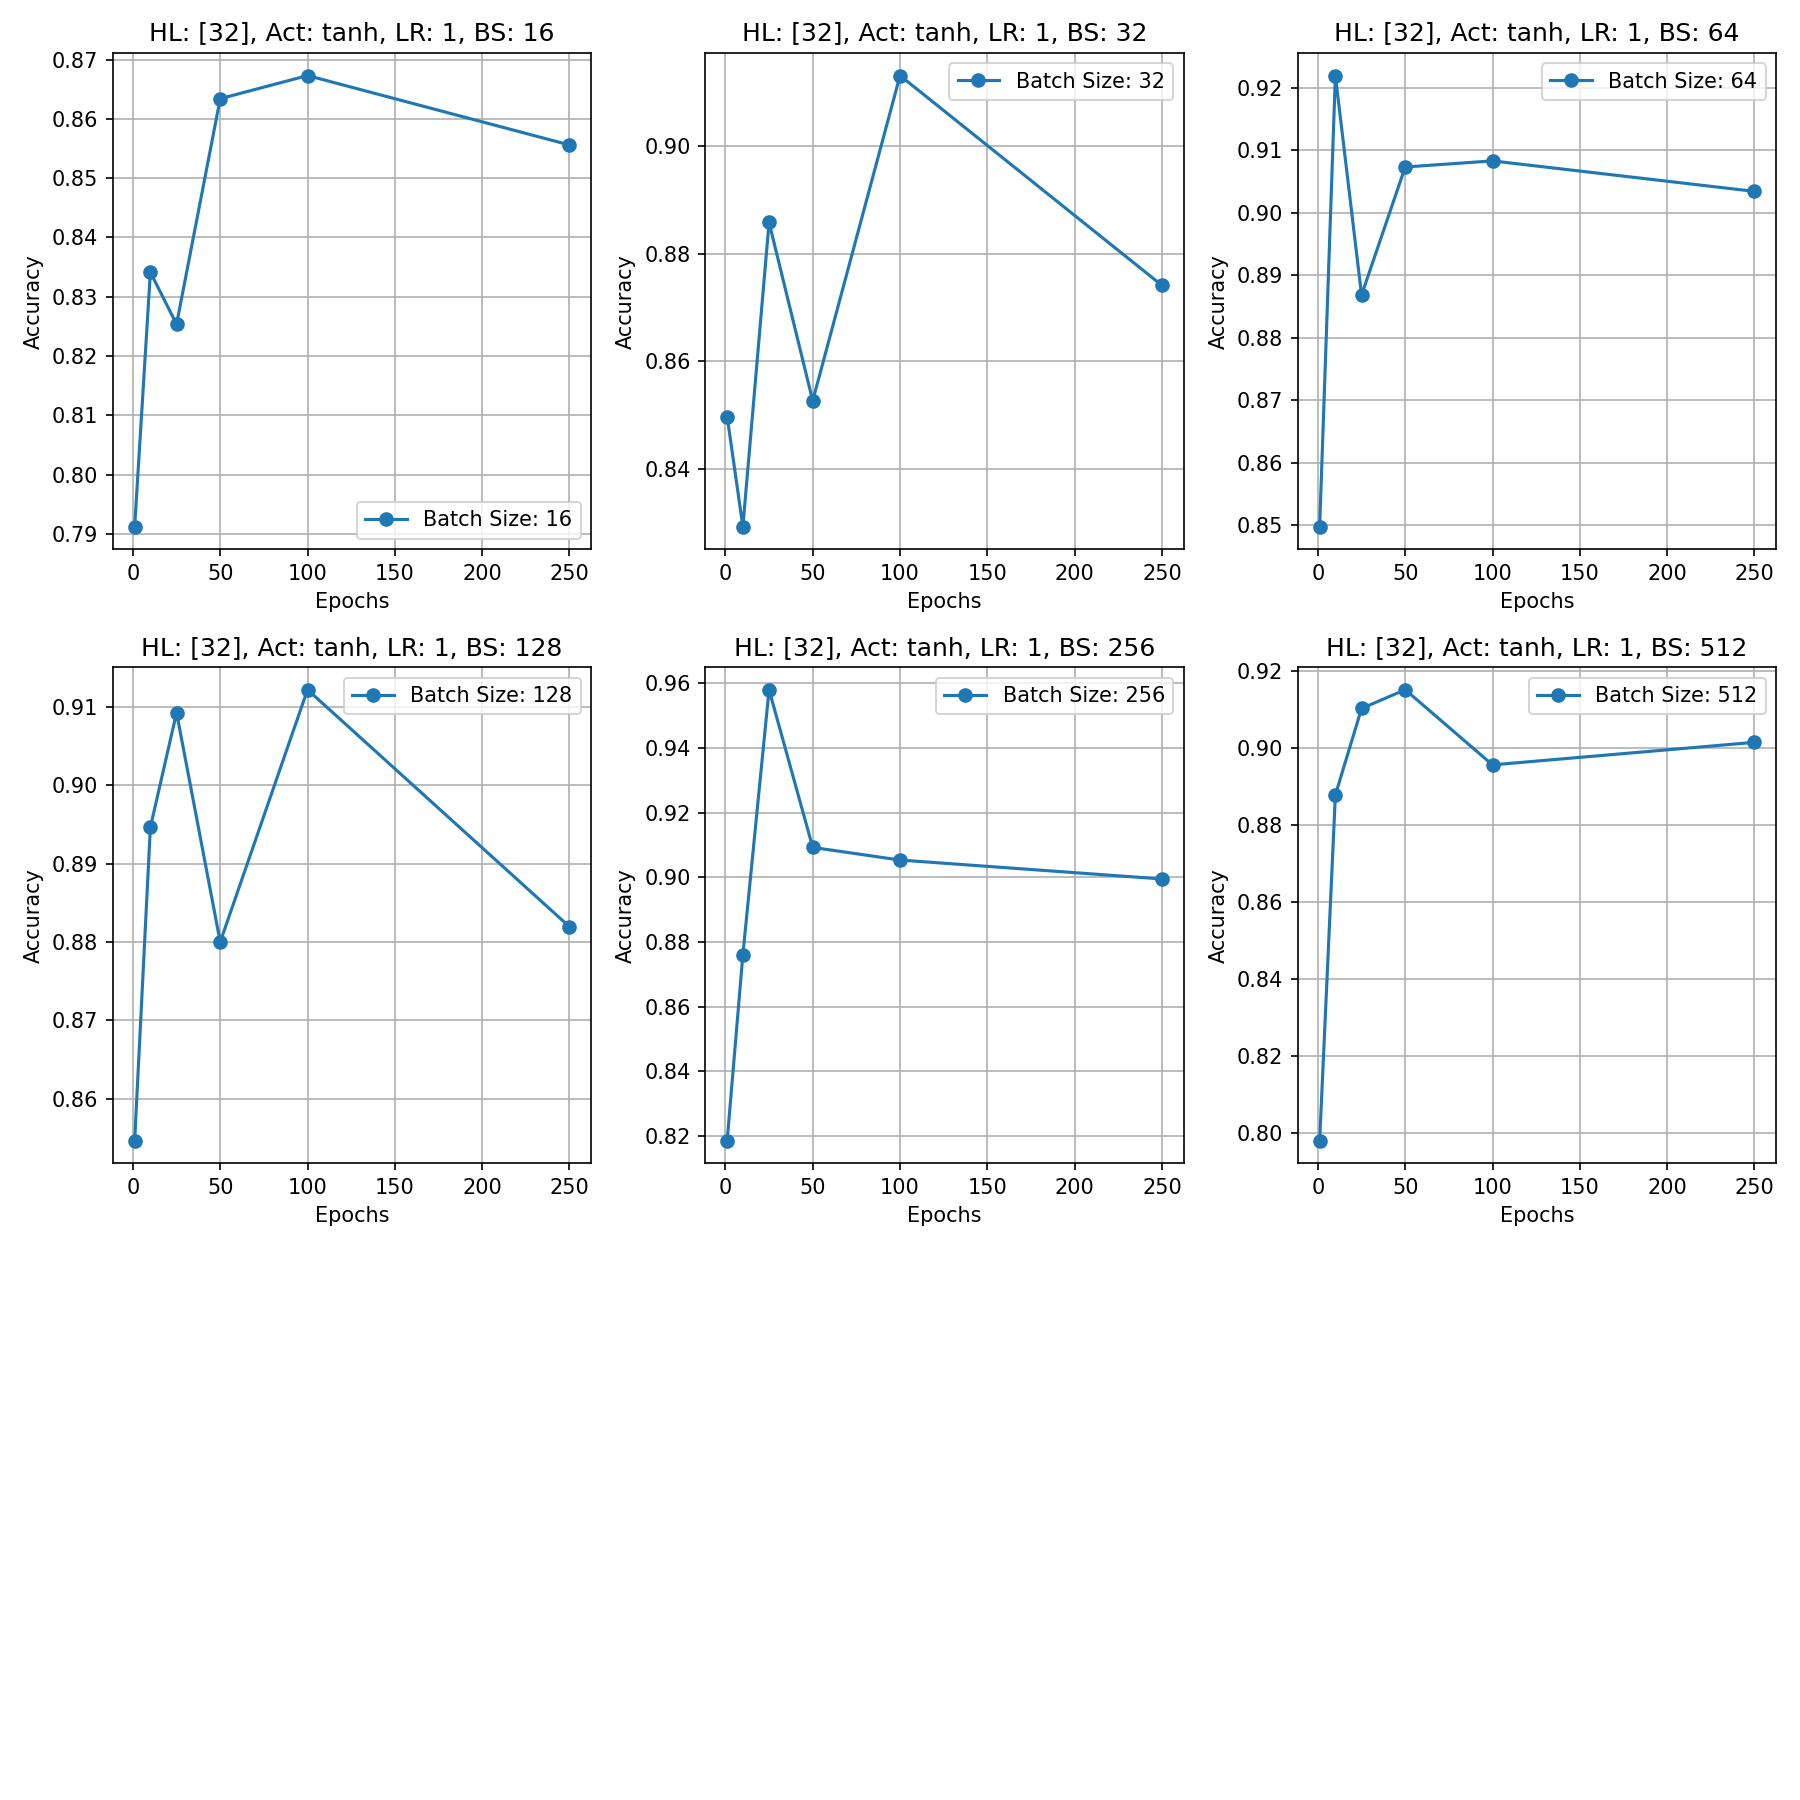 HL: [32], Act: tanh, LR: 1, BS: 16
0.87
0.86
0.85
0.84
0.83
0.82
0.81
0.80
0.79
Accuracy
Batch Size: 16
0 50 100 150 200 250
Epochs
HL: [32], Act: tanh, LR: 1, BS: 32
Batch Size: 32
0.90
0.88
0.86
0.84
Accuracy
0 50 100 150 200 250
Epochs
HL: [32], Act: tanh, LR: 1, BS: 64
Batch Size: 64
0.92
0.91
0.90
0.89
0.88
0.87
0.86
0.85
Accuracy
0 50 100 150 200 250
Epochs
HL: [32], Act: tanh, LR: 1, BS: 128
Batch Size: 128
0.91
0.90
0.89
0.88
0.87
0.86
Accuracy
0 50 100 150 200 250
Epochs
HL: [32], Act: tanh, LR: 1, BS: 256
Batch Size: 256
0.96
0.94
0.92
0.90
0.88
0.86
0.84
0.82
Accuracy
0 50 100 150 200 250
Epochs
HL: [32], Act: tanh, LR: 1, BS: 512
Batch Size: 512
0.92
0.90
0.88
0.86
0.84
0.82
0.80
Accuracy
0 50 100 150 200 250
Epochs